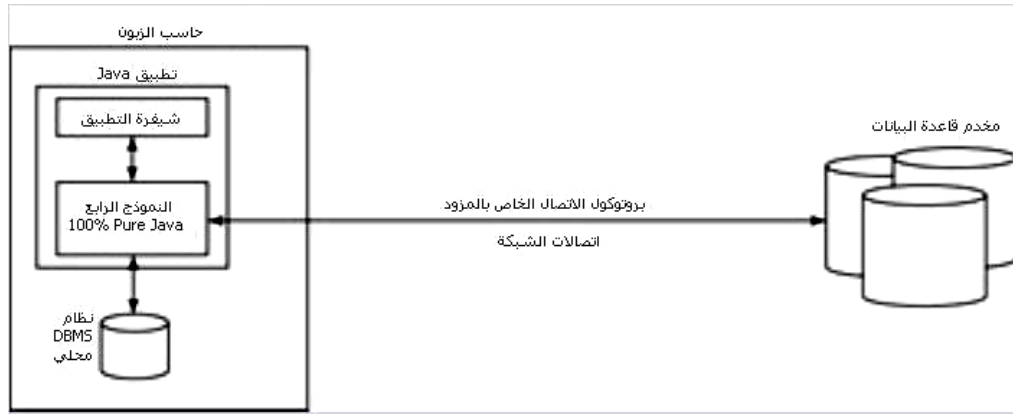 حاسب الزبون
تطبيق Java
شيفرة التطبيق
النموذج الرابع
100% Pure Java
نظام
DBMS
محلي
بروتوكول الاتصال الخاص بالمزود
اتصالات الشبكة
مخدم قاعدة البيانات